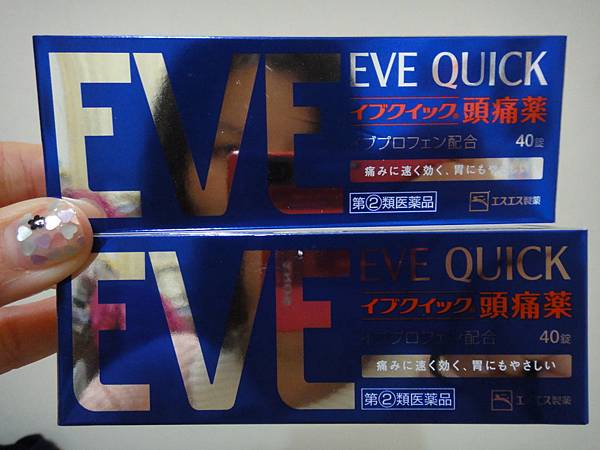 EVE
EVE QUICK
イブクイック® 頭痛薬
イブプロフェン配合 40錠
痛みに速く効く、胃にもやさしい
第②類医薬品 エスエス製薬
EVE
EVE QUICK
イブクイック® 頭痛薬
イブプロフェン配合 40錠
痛みに速く効く、胃にもやさしい
第②類医薬品 エスエス製薬